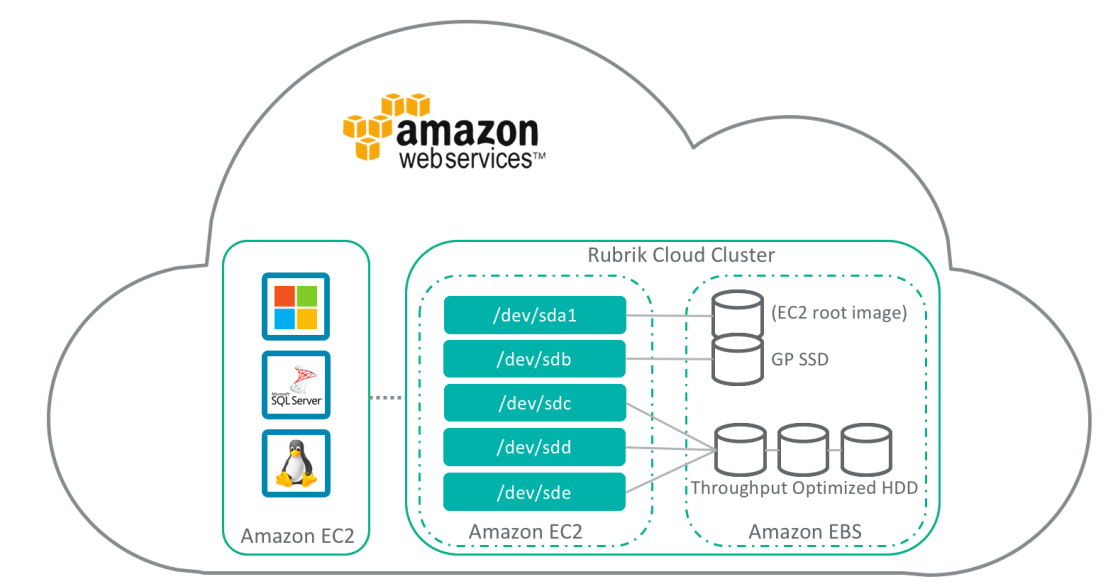 amazon
webservices™
Rubrik Cloud Cluster
/dev/sda1
(EC2 root image)
/dev/sdb
GP SSD
Microsoft
SQL Server
/dev/sdc
/dev/sdd
/dev/sde
Throughput Optimized HDD
Amazon EC2
Amazon EC2
Amazon EBS